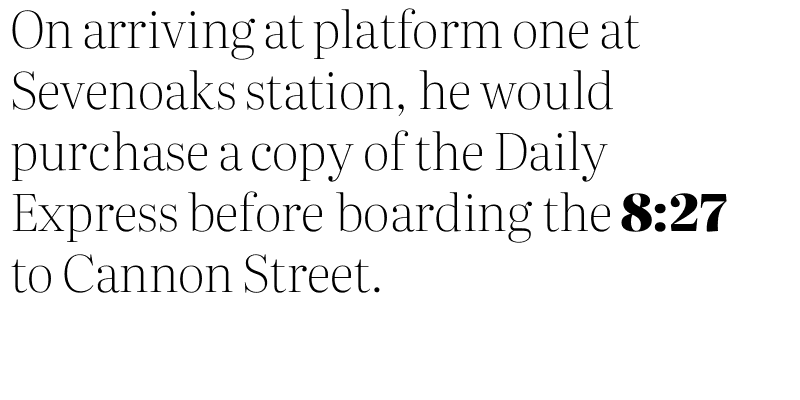 On arriving at platform one at
Sevenoaks station, he would
purchase a copy of the Daily
Express before boarding the 8:27
to Cannon Street.